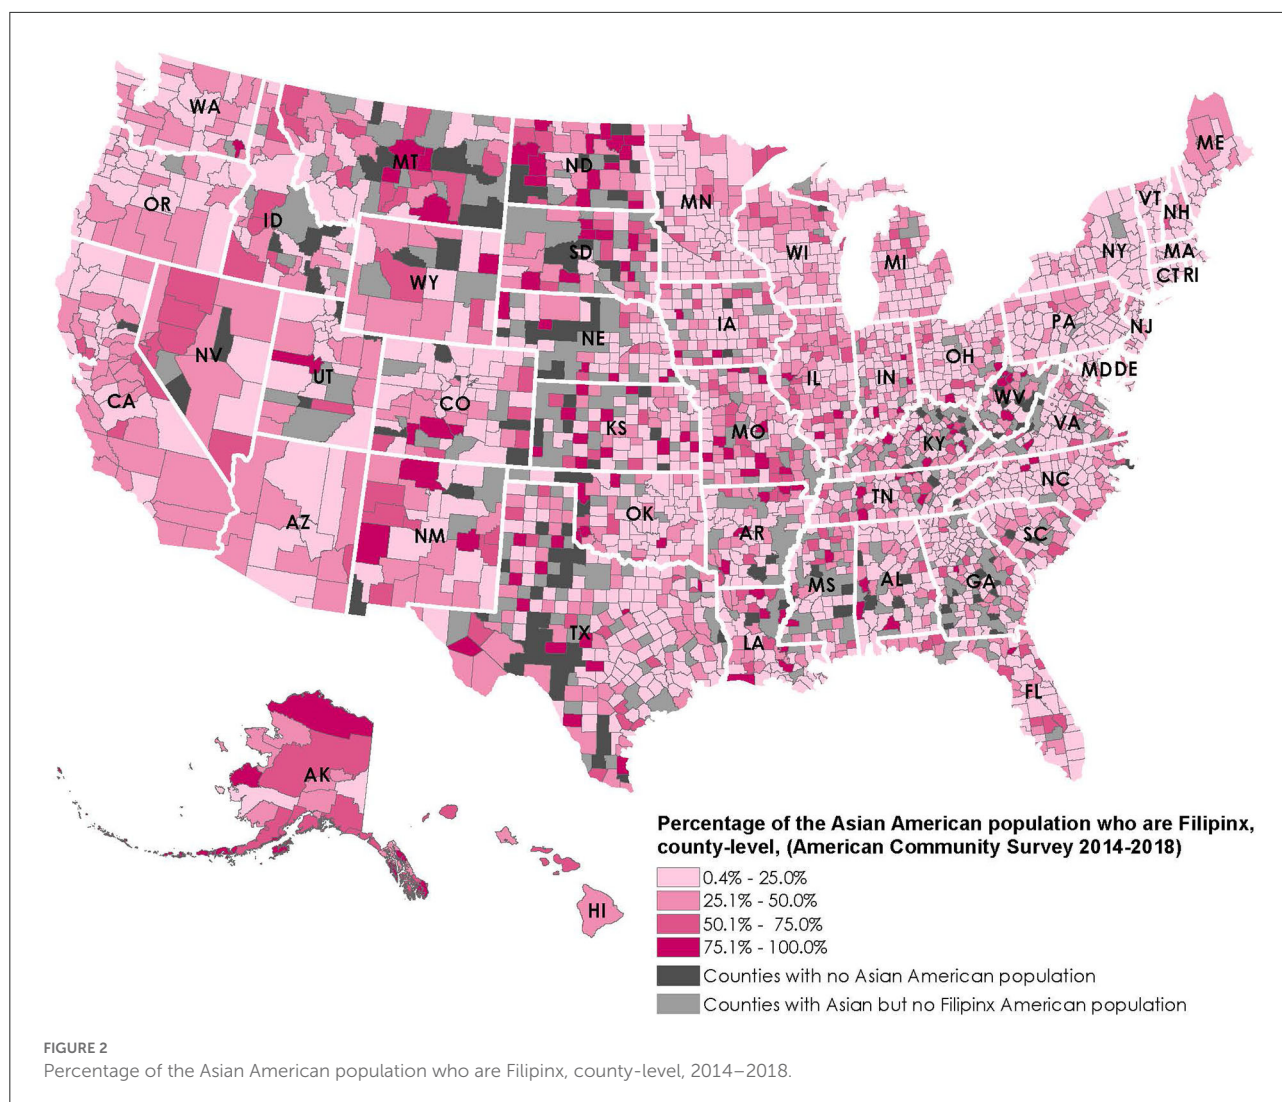 WA
MT
ND
MN
ME
OR
ID
SD
WI
MI
VT
NH
NY
MA
CT RI
WY
NE
IA
PA
NJ
NV
UT
CO
IL
IN
OH
MD DE
WV
CA
KS
MO
KY
VA
AZ
NM
OK
AR
TN
NC
SC
MS
AL
GA
TX
LA
FL
AK
HI
Percentage of the Asian American population who are Filipinx,
county-level, (American Community Survey 2014-2018)
0.4% - 25.0%
25.1% - 50.0%
50.1% - 75.0%
75.1% - 100.0%
Counties with no Asian American population
Counties with Asian but no Filipinx American population
FIGURE 2
Percentage of the Asian American population who are Filipinx, county-level, 2014–2018.